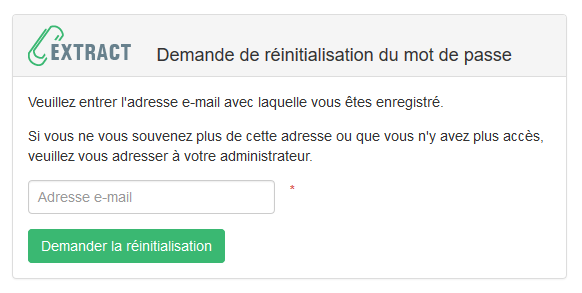 EXTRACT
Demande de réinitialisation du mot de passe
Veuillez entrer l'adresse e-mail avec laquelle vous êtes enregistré.
Si vous ne vous souvenez plus de cette adresse ou que vous n'y avez plus accès,
veuillez vous adresser à votre administrateur.
Adresse e-mail *
Demander la réinitialisation